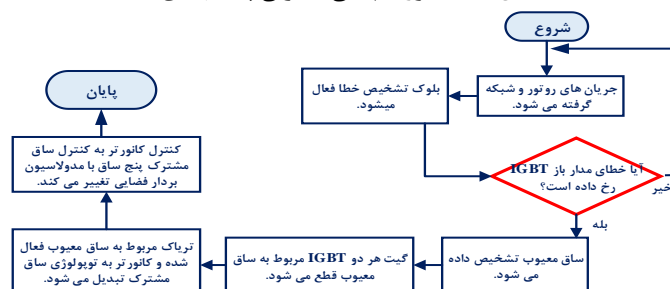 شروع
جریان های روتور و شبکه
گرفته می شود.
بلوک تشخیص خطا فعال
میشود.
آیا خطای مدار باز IGBT
رخ داده است؟
خیر
بله
ساق معیوب تشخیص داده
می شود.
گیت هر دو IGBT مربوط به ساق
معیوب قطع می شود.
تریاک مربوط به ساق معیوب فعال
شده و کانورتر به توپولوژی ساق
مشترک تبدیل می شود.
کنترل کانورتر به کنترل ساق
مشترک پنج ساق با مدولاسیون
بردار فضایی تغییر می کند.
پایان